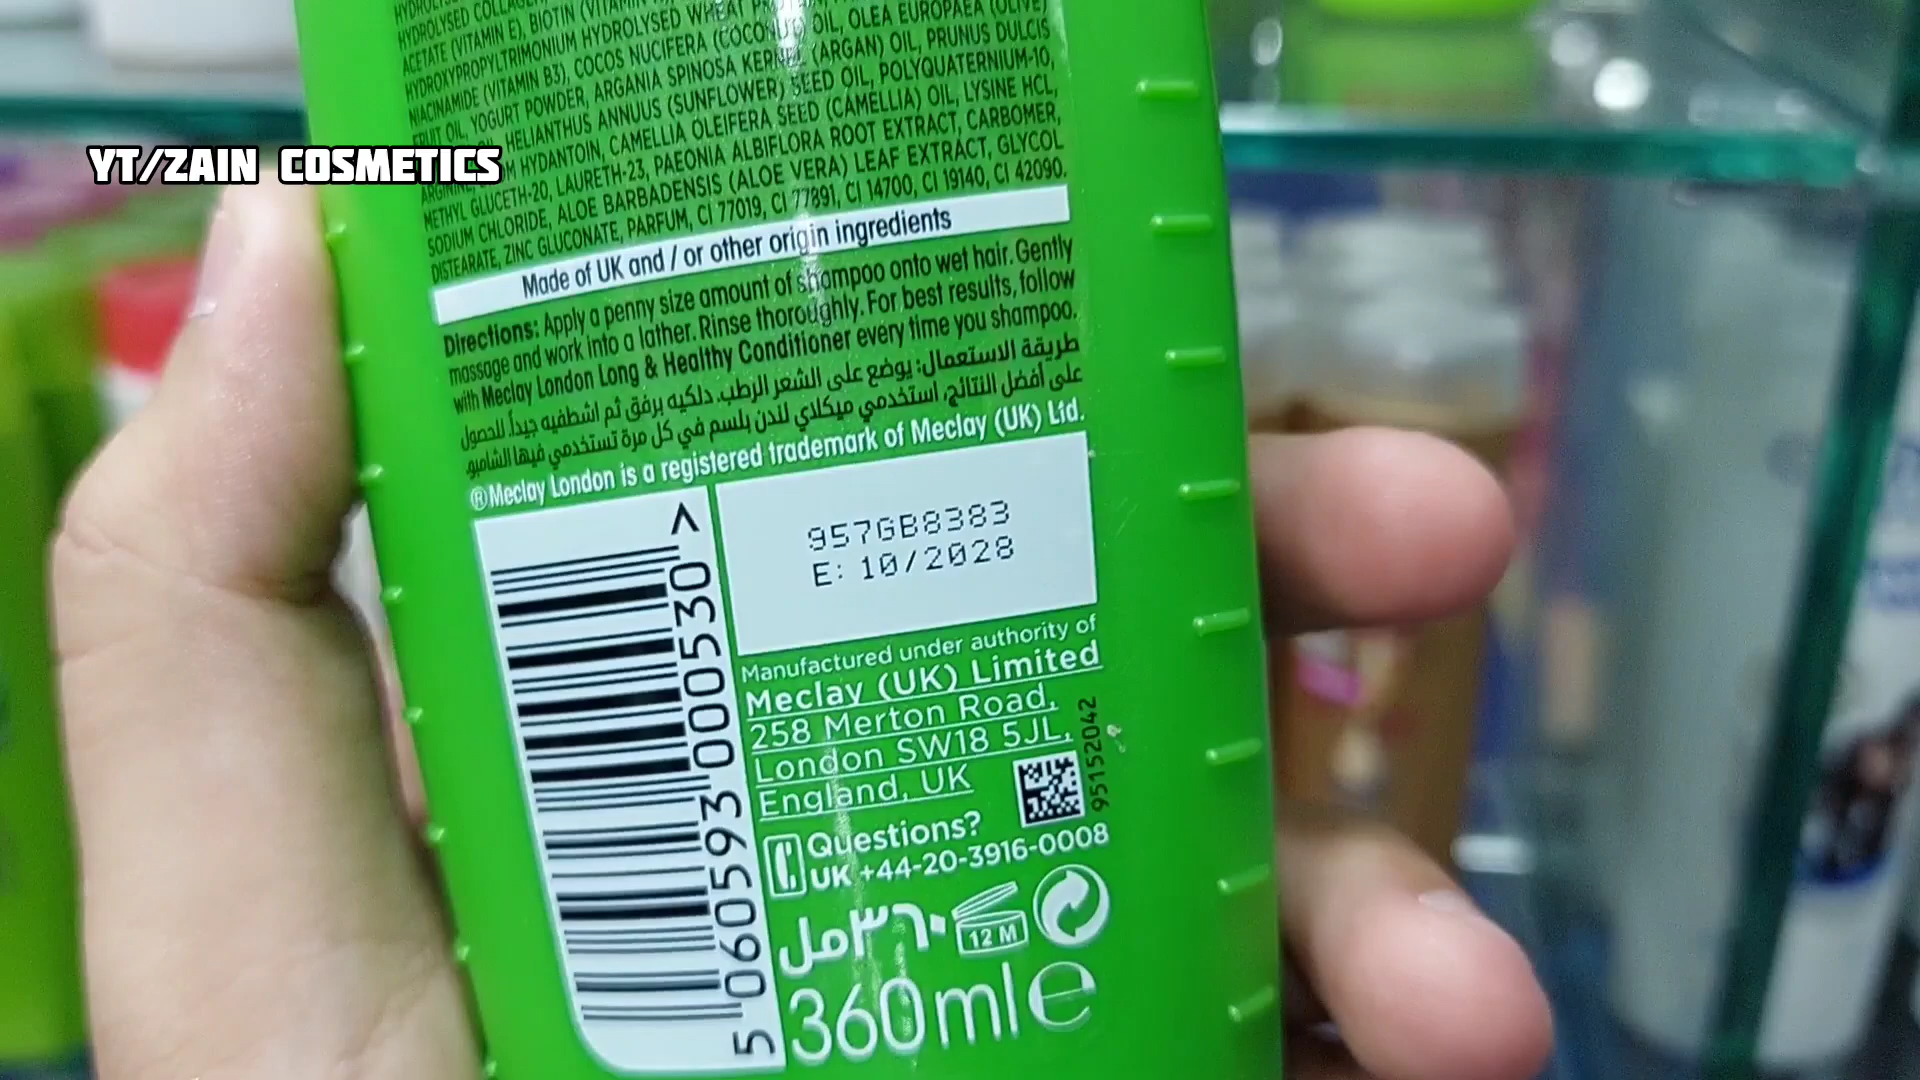 YT/ZAIN COSMETICS
HYDROLYSED COLLAGEN
ACETATE (VITAMIN E), BIOTIN (VITAMIN
HYDROXYPROPYLTRIMONIUM HYDROLYSED WHEAT
NIACINAMIDE (VITAMIN B3), COCOS NUCIFERA (COCONUT) OIL, OLEA EUROPAEA (OLIVE)
FRUIT OIL, YOGURT POWDER, ARGANIA SPINOSA KERNEL (ARGAN) OIL, PRUNUS DULCIS
HELIANTHUS ANNUUS (SUNFLOWER) SEED OIL, POLYQUATERNIUM-10,
ARGININE, HYDANTOIN, CAMELLIA OLEIFERA SEED (CAMELLIA) OIL, LYSINE HCL,
METHYL GLUCETH-20, LAURETH-23, PAEONIA ALBIFLORA ROOT EXTRACT, CARBOMER,
SODIUM CHLORIDE, ALOE BARBADENSIS (ALOE VERA) LEAF EXTRACT, GLYCOL
DISTEARATE, ZINC GLUCONATE, PARFUM, CI 77019, CI 77891, CI 14700, CI 19140, CI 42090.
Made of UK and / or other origin ingredients
Directions: Apply a penny size amount of shampoo onto wet hair. Gently
massage and work into a lather. Rinse thoroughly. For best results, follow
with Meclay London Long & Healthy Conditioner every time you shampoo.
طريقة الاستعمال: يوضع على الشعر الرطب. دلكيه برفق ثم اشطفيه جيداً. للحصول
على أفضل النتائج، استخدمي ميكلاي لندن بلسم في كل مرة تستخدمي فيها الشامبو.
®Meclay London is a registered trademark of Meclay (UK) Ltd.
957GB8383
E: 10/2028
Manufactured under authority of
Meclay (UK) Limited
258 Merton Road,
London SW18 5JL,
England, UK
95152042
Questions?
UK +44-20-3916-0008
٣٦٠مل
12 M
360ml e
5 060593 000530 >